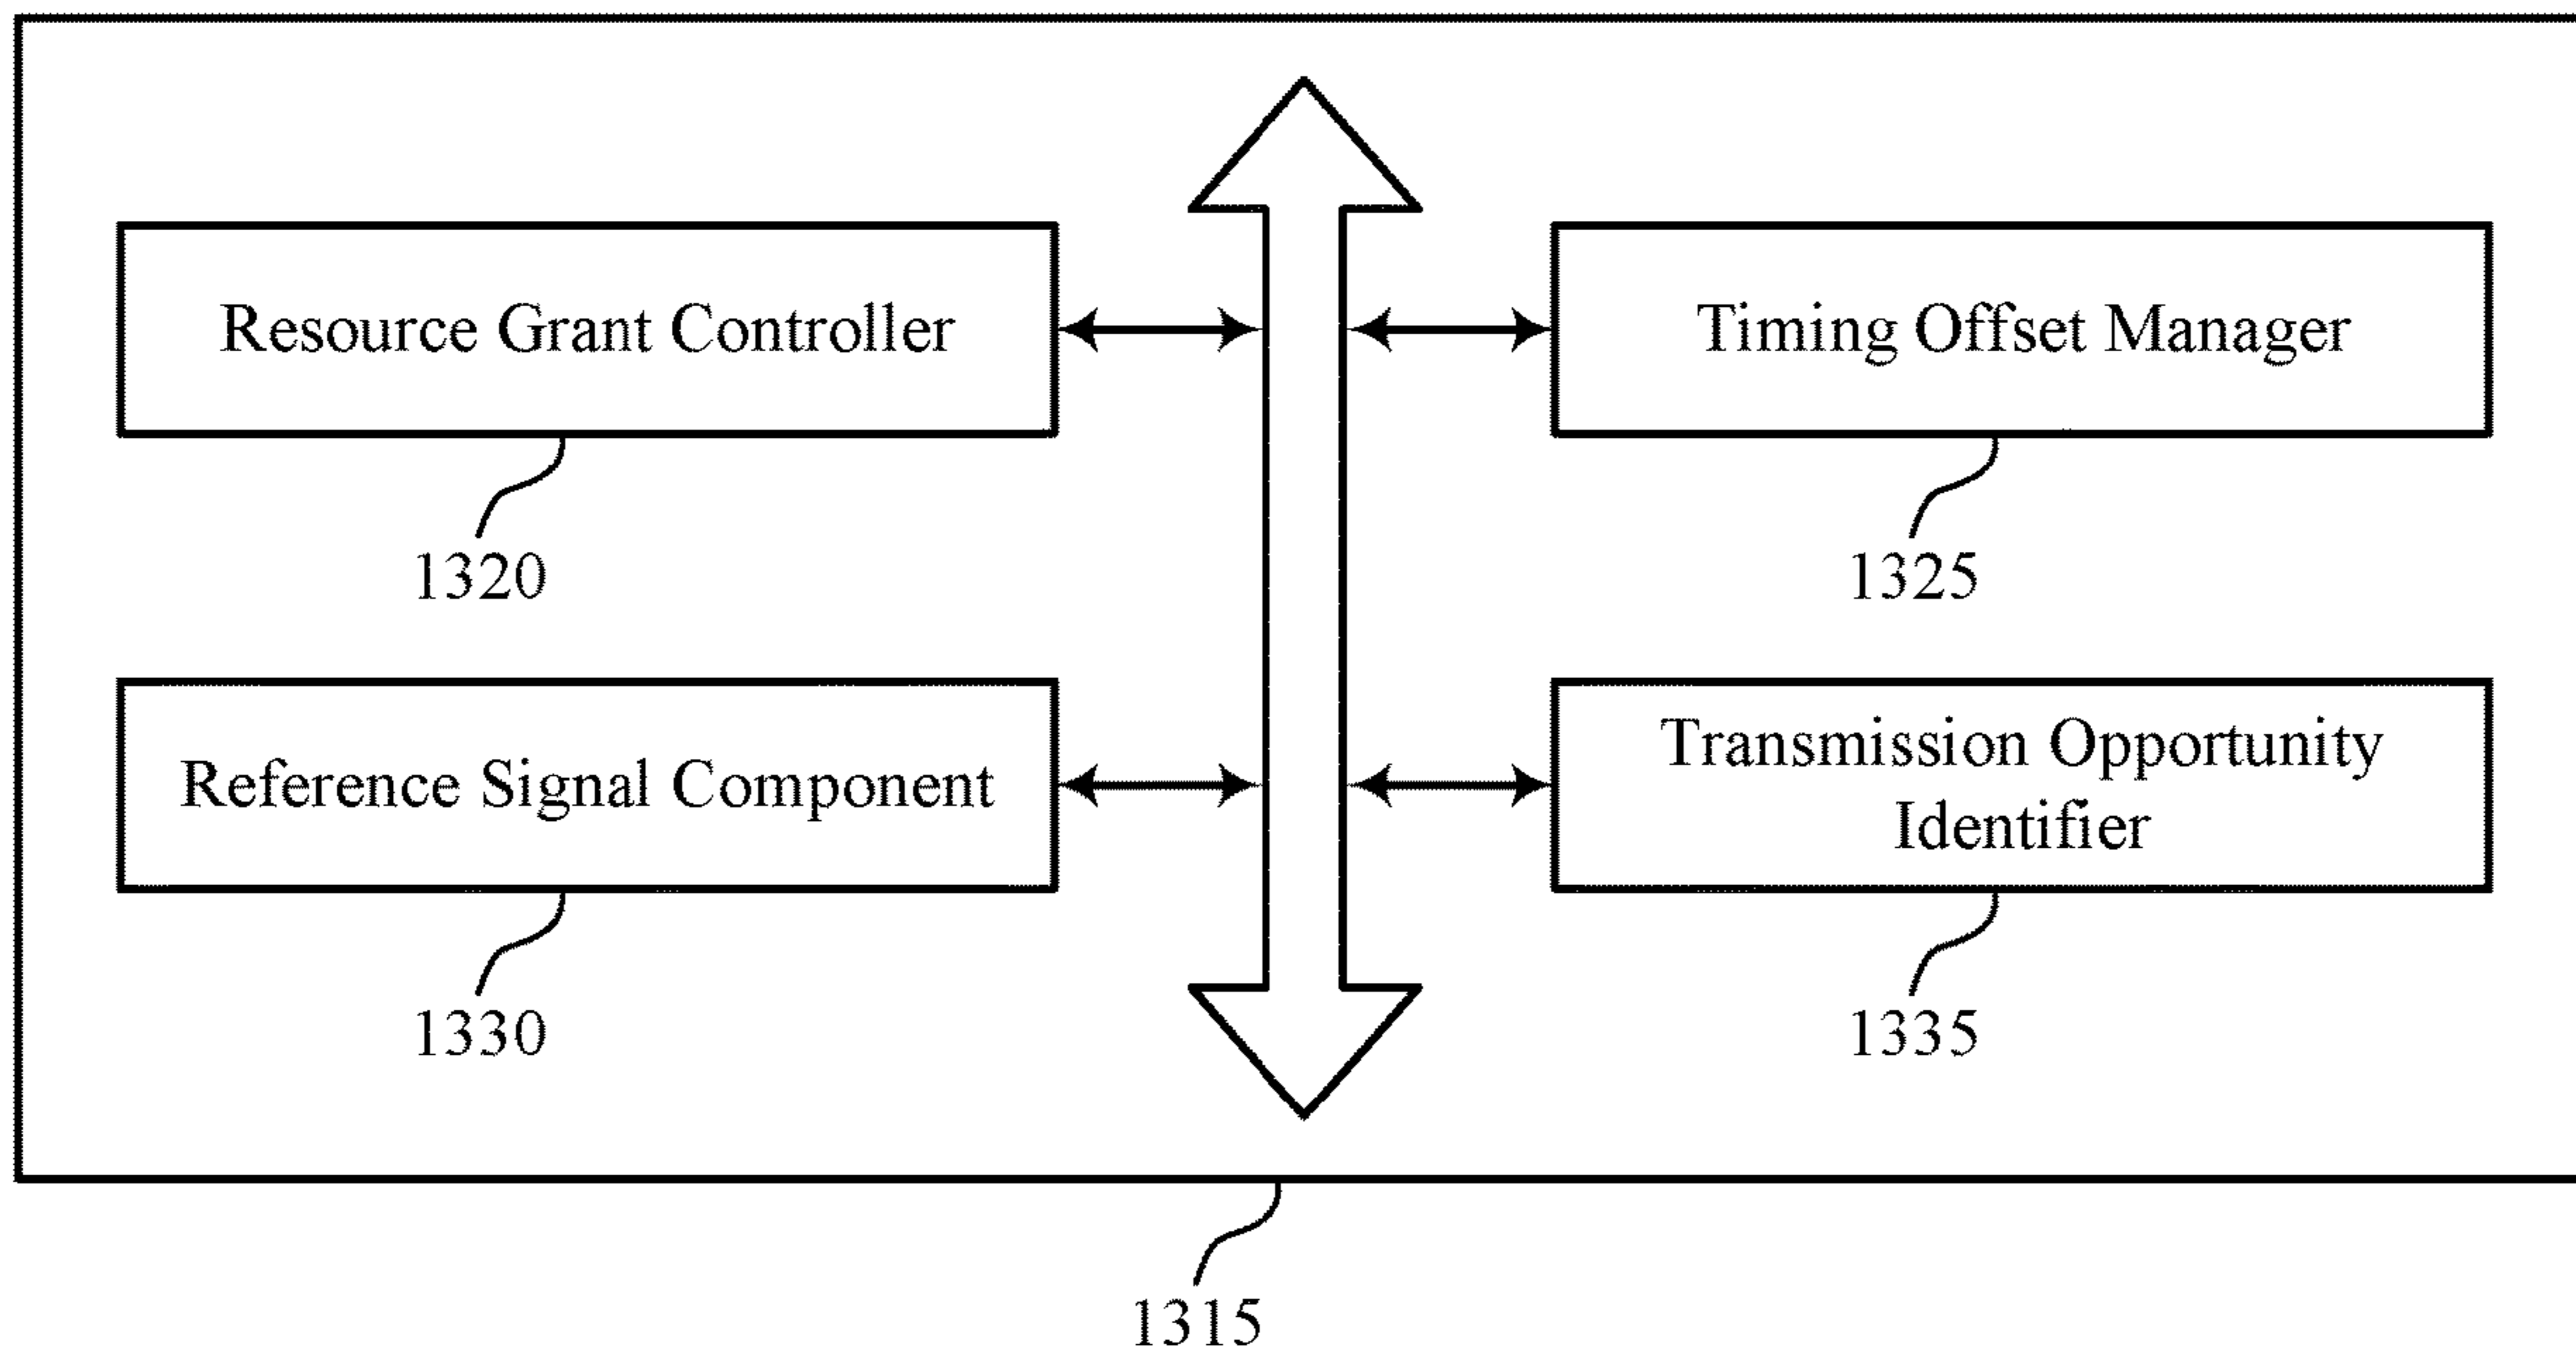 Resource Grant Controller
Timing Offset Manager
1320
1325
Reference Signal Component
Transmission Opportunity
Identifier
1330
1335
1315